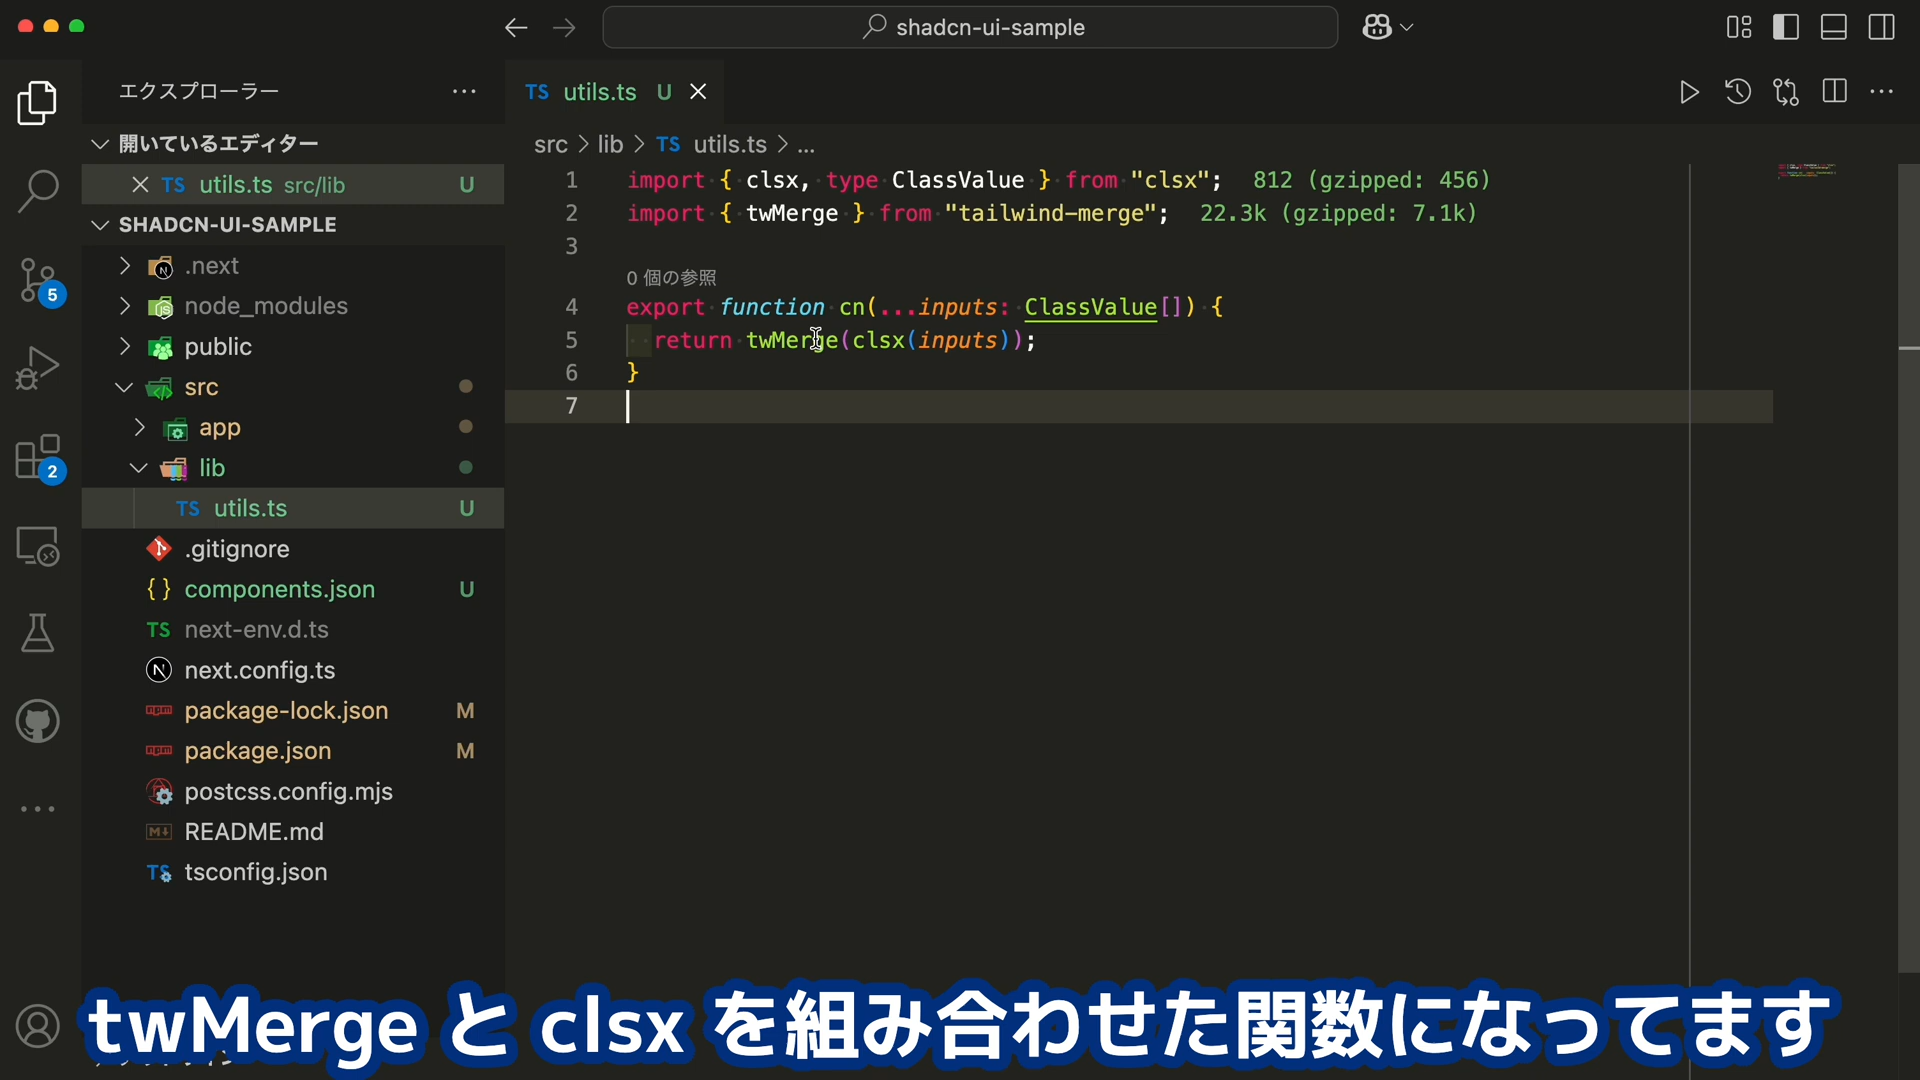 shadcn-ui-sample
エクスプローラー
TS utils.ts U
開いているエディター
src > lib > TS utils.ts > ...
TS utils.ts src/lib U
SHADCN-UI-SAMPLE
.next
node_modules
public
src
app
lib
TS utils.ts U
.gitignore
{ } components.json U
TS next-env.d.ts
N next.config.ts
package-lock.json M
package.json M
postcss.config.mjs
M↓ README.md
TS tsconfig.json
5
2
1 import { clsx, type ClassValue } from "clsx"; 812 (gzipped: 456)
2 import { twMerge } from "tailwind-merge"; 22.3k (gzipped: 7.1k)
3
0 個の参照
4 export function cn(...inputs: ClassValue[]) {
5 return twMerge(clsx(inputs));
6 }
7
twMerge と clsx を組み合わせた関数になってます